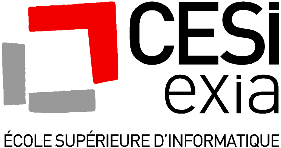 CESi
exia
ÉCOLE SUPÉRIEURE D'INFORMATIQUE